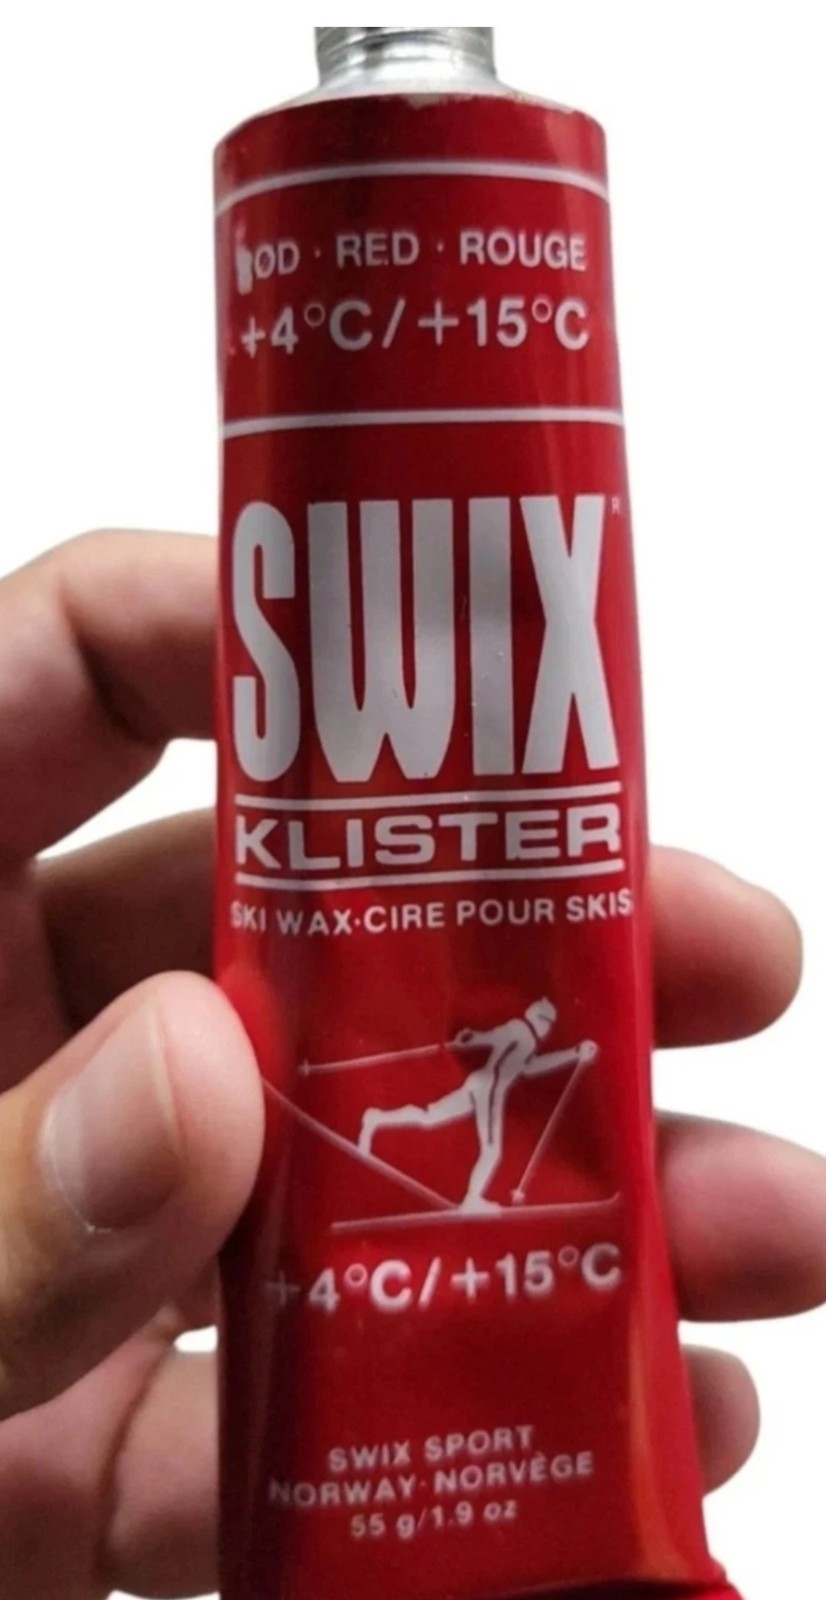 RØD · RED · ROUGE
+4°C/+15°C
SWIX®
KLISTER
SKI WAX·CIRE POUR SKIS
+4°C/+15°C
SWIX SPORT
NORWAY·NORVÈGE
55 g/1.9 oz